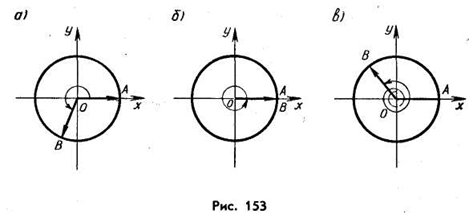 а) y б) y в) y
B
A A A
O x O B x O x
B
Рис. 153